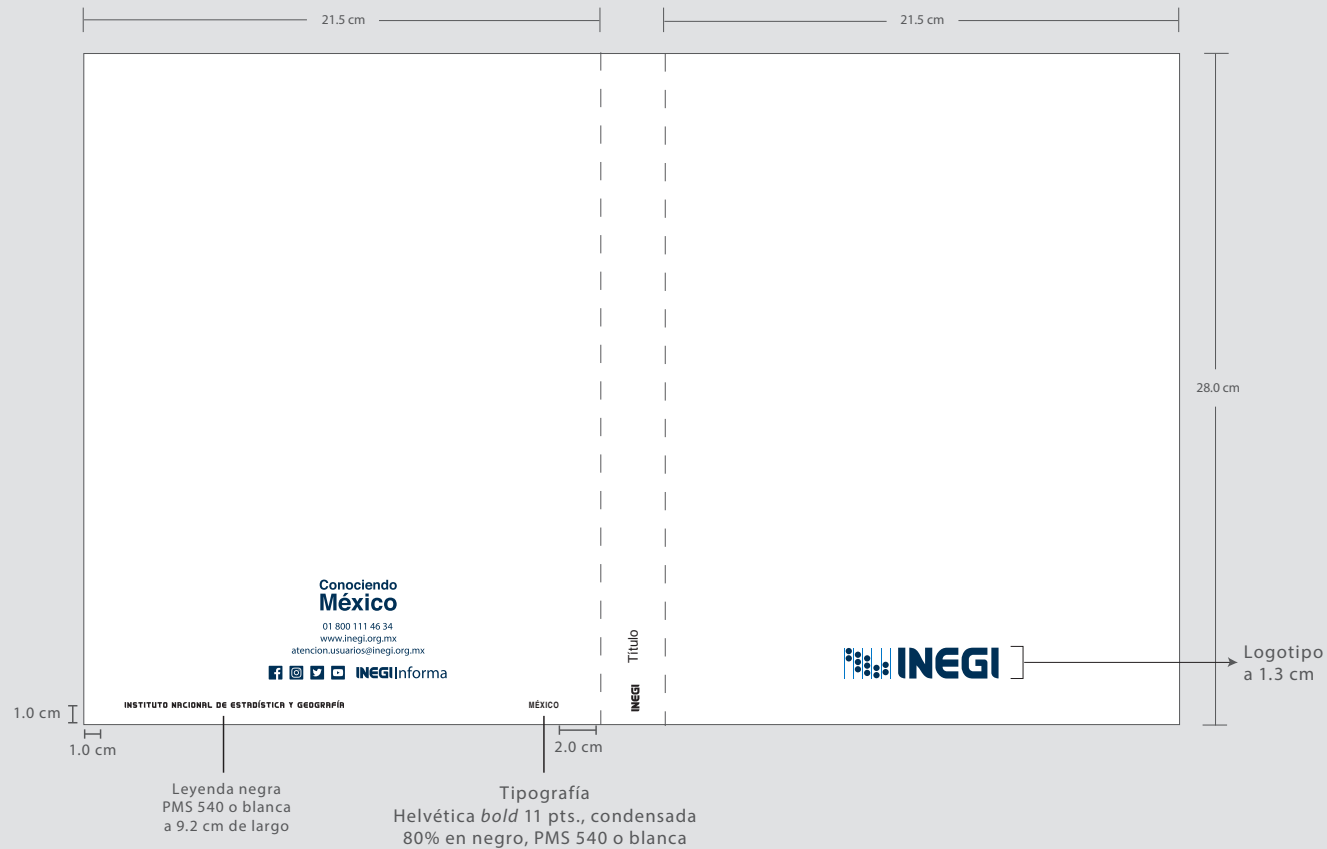 21.5 cm
21.5 cm
28.0 cm
Conociendo
México
01 800 111 46 34
www.inegi.org.mx
atencion.usuarios@inegi.org.mx
INEGI Informa
INSTITUTO NACIONAL DE ESTADÍSTICA Y GEOGRAFÍA
MÉXICO
INEGI Título
INEGI
Logotipo
a 1.3 cm
1.0 cm
1.0 cm
2.0 cm
Leyenda negra
PMS 540 o blanca
a 9.2 cm de largo
Tipografía
Helvética bold 11 pts., condensada
80% en negro, PMS 540 o blanca